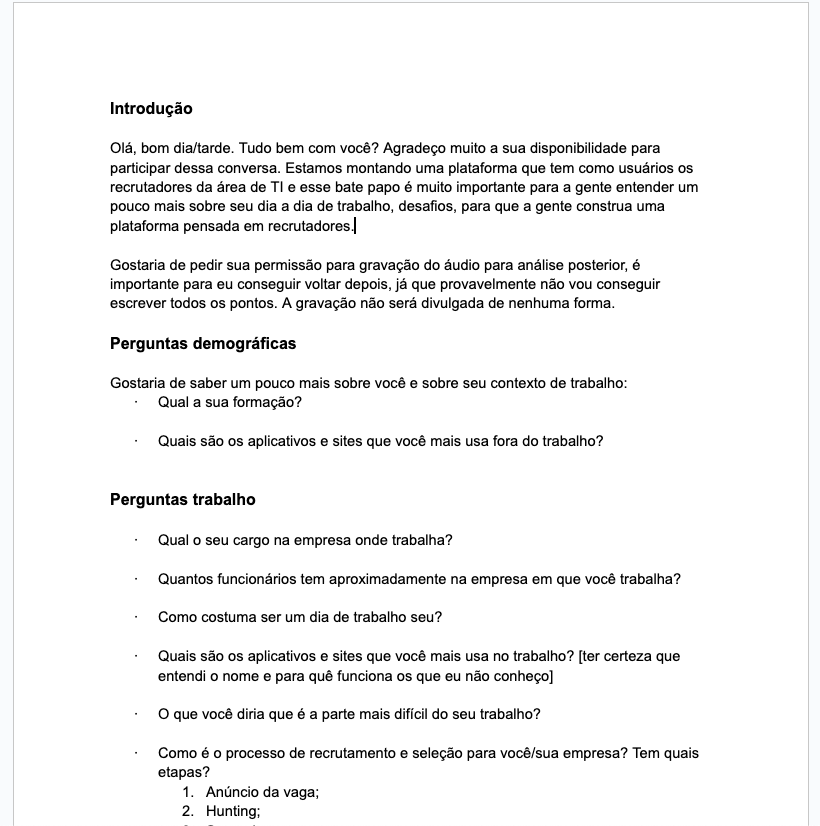 Introdução
Olá, bom dia/tarde. Tudo bem com você? Agradeço muito a sua disponibilidade para
participar dessa conversa. Estamos montando uma plataforma que tem como usuários os
recrutadores da área de TI e esse bate papo é muito importante para a gente entender um
pouco mais sobre seu dia a dia de trabalho, desafios, para que a gente construa uma
plataforma pensada em recrutadores.
Gostaria de pedir sua permissão para gravação do áudio para análise posterior, é
importante para eu conseguir voltar depois, já que provavelmente não vou conseguir
escrever todos os pontos. A gravação não será divulgada de nenhuma forma.
Perguntas demográficas
Gostaria de saber um pouco mais sobre você e sobre seu contexto de trabalho:
· Qual a sua formação?
· Quais são os aplicativos e sites que você mais usa fora do trabalho?
Perguntas trabalho
· Qual o seu cargo na empresa onde trabalha?
· Quantos funcionários tem aproximadamente na empresa em que você trabalha?
· Como costuma ser um dia de trabalho seu?
· Quais são os aplicativos e sites que você mais usa no trabalho? [ter certeza que
entendi o nome e para quê funciona os que eu não conheço]
· O que você diria que é a parte mais difícil do seu trabalho?
· Como é o processo de recrutamento e seleção para você/sua empresa? Tem quais
etapas?
1. Anúncio da vaga;
2. Hunting;